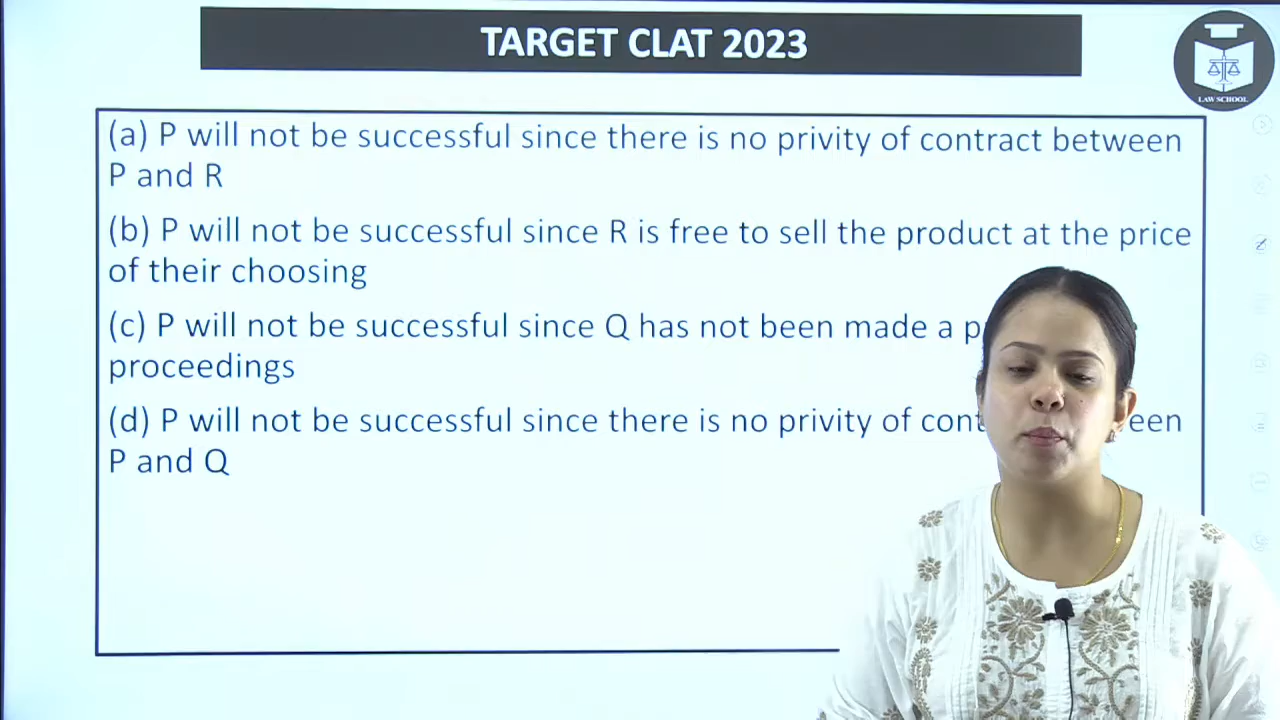 TARGET CLAT 2023
LAW SCHOOL
(a) P will not be successful since there is no privity of contract between
P and R
(b) P will not be successful since R is free to sell the product at the price
of their choosing
(c) P will not be successful since Q has not been made a
proceedings
(d) P will not be successful since there is no privity of
P and Q